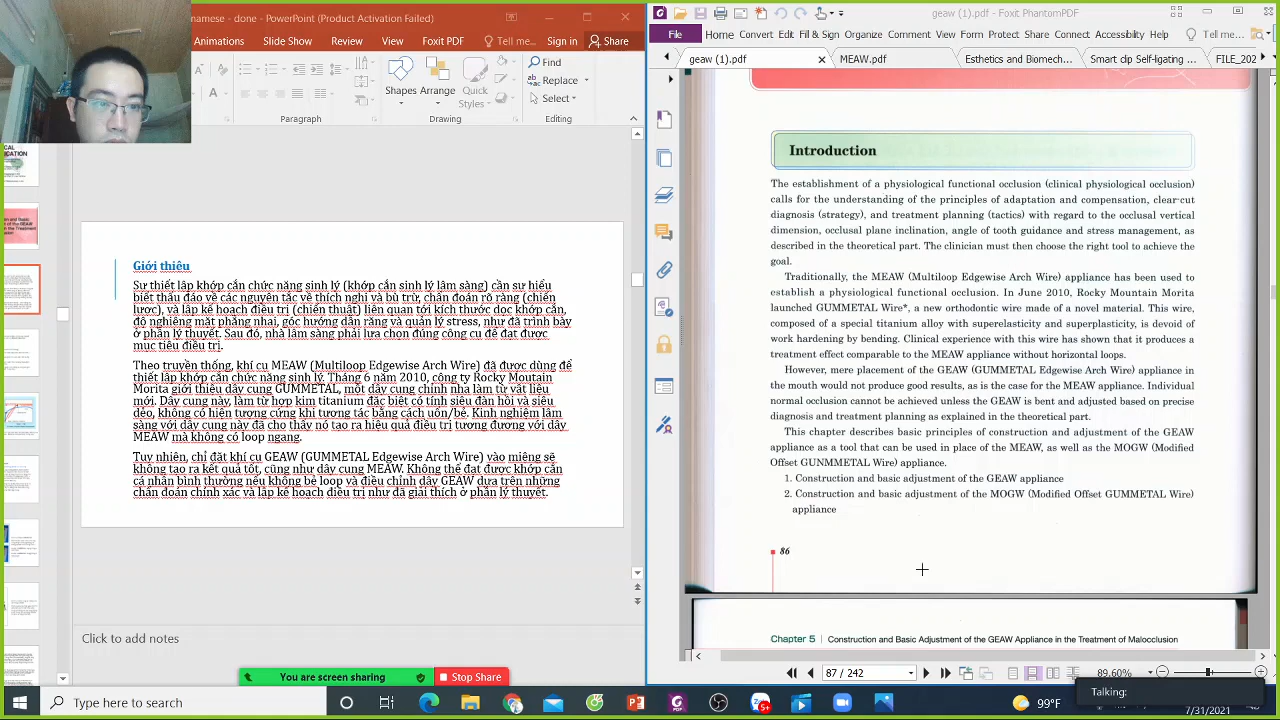 namese - done - PowerPoint (Product Activation Failed)
Animations Slide Show Review View Foxit PDF Tell me... Sign in Share
Shapes Arrange Quick Styles
Find
Replace
Select
Paragraph Drawing Editing
Giới thiệu
Sự thiết lập khớp cắn chức năng sinh lý (khớp cắn sinh lý lâm sàng) cần sự am
hiểu về những các nguyên tắc thích nghi và bù trừ, chẩn đoán rõ ràng (chiến
lược), và lập kế hoạch điều trị (chiến thuật) liên quan tới kích thước dọc khớp cắn,
độ nghiêng mặt phẳng nhai, góc hướng dẫn răng và quản lý stress, như đã trình bày
ở phần lý thuyết. Sau đó, nhà lâm sàng phải lựa chọn đúng công cụ để đạt được
mục tiêu điều trị.
Theo truyền thống, khí cụ MEAW (Multiloop Edgewise Arch Wire) đã được dùng để
thiết lập khớp cắn chức năng sinh lý. Tháng 6 năm 2010, công ty Rocky Mountain
Morita giới thiệu dây cung GUMMETAL, một dây cung chỉnh nha làm từ vật liệu
mới. Dây cung này, làm từ hợp kim titanium đặc biệt có tính siêu đàn hồi và siêu
dẻo, không có hiện tượng cứng khi tương tác bằng cách uình bẻ. Kinh nghiệm lâm
sàng với dây cung này đã cho thấy nó tạo ra hiệu quả điều trị tương đương với dây
MEAW mà không có loop ngang.
Tuy nhiên, chỉ đặt khí cụ GEAW (GUMMETAL Edgewise Arch Wire) vào miệng sẽ
không tạo ra kết quả tốt, cũng như dây cung MEAW. Không thể đạt được khớp cắn
cá nhân bình thường nếu không bẻ loop và điều chỉnh dây GEAW dựa trên những
chẩn đoán chính xác và lập kế hoạch điều trị như đã giải thích ở phần lý thuyết.
Click to add notes
You are screen sharing Stop Share
geaw (1).pdf - Foxit PhantomPDF
File Home Convert Edit Fill & Sign Organize Comment View Form Protect Share Connect Accessibility Help Tell me...
geaw (1).pdf MEAW.pdf Esthetics and Biomech... Smart or Self-ligating ... FILE_202
Introduction
The establishment of a physiological functional occlusion (clinical physiological occlusion)
calls for the understanding of the principles of adaptation and compensation, clear-cut
diagnosis (strategy), and treatment planning (tactics) with regard to the occlusal vertical
dimension, occlusal plane inclination, angle of tooth guidance and stress management, as
described in the theoretical part. The clinician must then choose the right tool to achieve the
goal.
Traditionally, the MEAW (Multiloop Edgewise Arch Wire) appliance has been used to
establish a physiological functional occlusion. In June 2010, Rocky Mountain Morita
launched GUMMETAL Wire*, a new orthodontic wire made of a novel material. This wire,
composed of a special titanium alloy with superelasticity and superplasticity, is devoid of
work hardening by bending. Clinical experience with this wire has shown that it produces a
treatment effect comparable to the MEAW appliance without horizontal loops.
However, mere placement of the GEAW (GUMMETAL Edgewise Arch Wire) appliance in
the mouth would not produce good results, as is the case for the MEAW appliance. Individual
normal occlusion cannot be achieved unless the GEAW is bent and adjusted based on precise
diagnosis and treatment planning as explained in the theoretical part.
This chapter describes basic principles of construction and adjustment of the GEAW
appliance as a tool that can be used in place of the MEAW, as well as the MOGW (Modified
Offset GUNMMETAL Wire) appliance.
1. Construction and basic adjustment of the GEAW appliance
2. Construction and basic adjustment of the MOGW (Modified Offset GUMMETAL Wire)
appliance
86
Chapter 5 | Construction and Basic Adjustment of the GEAW Appliance in the Treatment of Malocclusion
87 / 242 89.60%
Talking:
Type here to search
99°F
7/31/2021